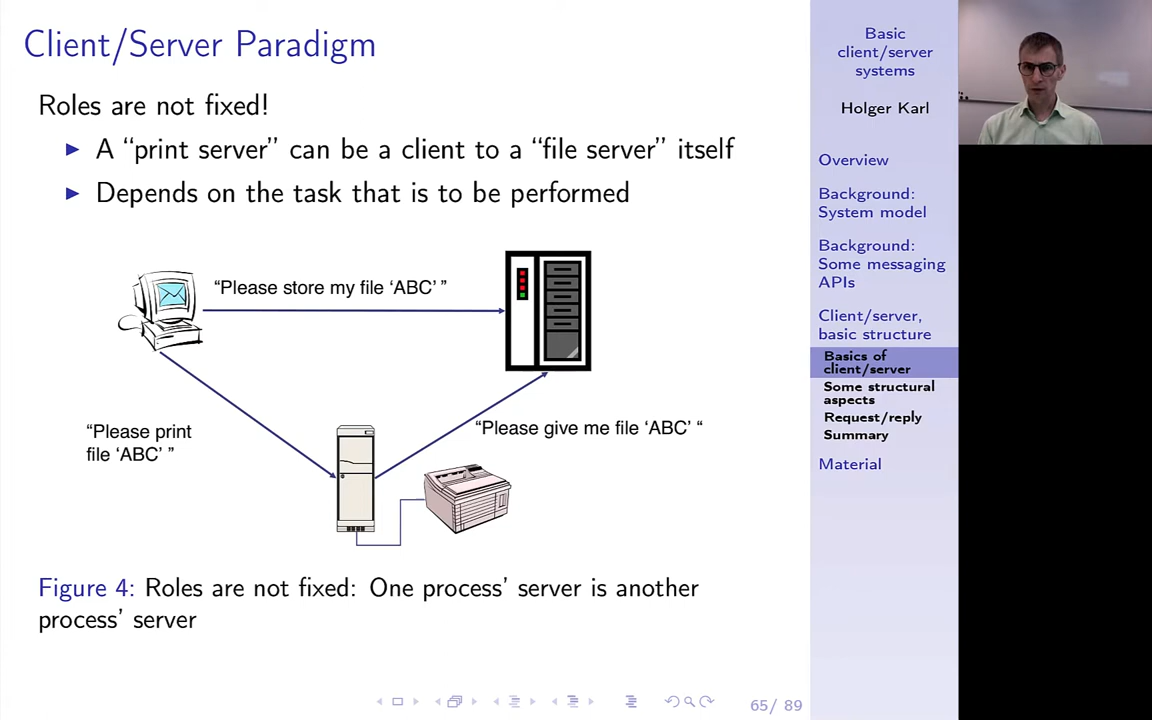 Client/Server Paradigm
Roles are not fixed!
A “print server” can be a client to a “file server” itself
Depends on the task that is to be performed
“Please store my file ‘ABC’ ”
“Please print
file ‘ABC’ ”
“Please give me file ‘ABC’ “
Figure 4: Roles are not fixed: One process’ server is another
process’ server
65/ 89
Basic
client/server
systems
Holger Karl
Overview
Background:
System model
Background:
Some messaging
APIs
Client/server,
basic structure
Basics of
client/server
Some structural
aspects
Request/reply
Summary
Material